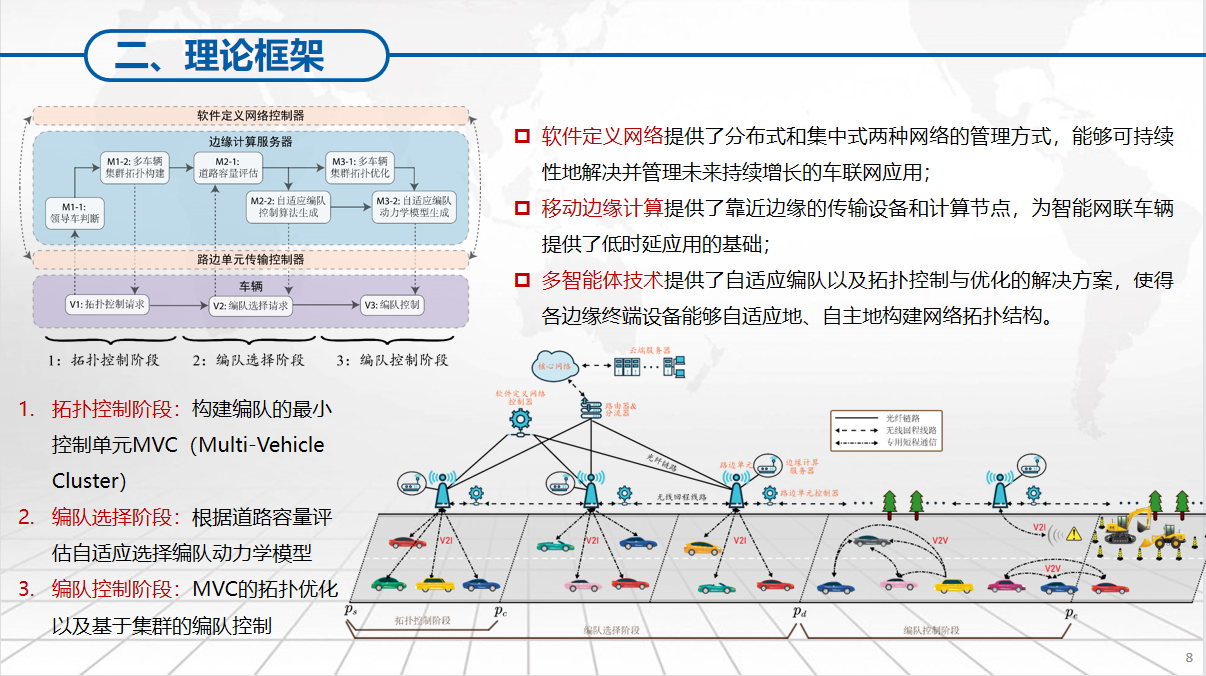 二、理论框架
软件定义网络控制器
边缘计算服务器
M1-2: 多车辆
集群拓扑构建
M2-1:
道路容量评估
M3-1: 多车辆
集群拓扑优化
M1-1:
领导车判断
M2-2: 自适应编队
控制算法生成
M3-2: 自适应编队
动力学模型生成
路边单元传输控制器
车辆
V1: 拓扑控制请求
V2: 编队选择请求
V3: 编队控制
1：拓扑控制阶段
2：编队选择阶段
3：编队控制阶段
软件定义网络提供了分布式和集中式两种网络的管理方式，能够可持续
性地解决并管理未来持续增长的车联网应用；
移动边缘计算提供了靠近边缘的传输设备和计算节点，为智能网联车辆
提供了低时延应用的基础；
多智能体技术提供了自适应编队以及拓扑控制与优化的解决方案，使得
各边缘终端设备能够自适应地、自主地构建网络拓扑结构。
1. 拓扑控制阶段：构建编队的最小
控制单元MVC（Multi-Vehicle
Cluster）
2. 编队选择阶段：根据道路容量评
估自适应选择编队动力学模型
3. 编队控制阶段：MVC的拓扑优化
以及基于集群的编队控制
云端服务器
核心网络
软件定义网络
控制器
路由器&
分流器
光纤链路
无线回程线路
专用短程通信
光纤链路
路边单元
边缘计算
服务器
无线回程线路
路边单元控制器
V2I
V2I
V2I
V2V
V2I
V2V
Ps
Pc
Pd
Pe
拓扑控制阶段
编队选择阶段
编队控制阶段
8